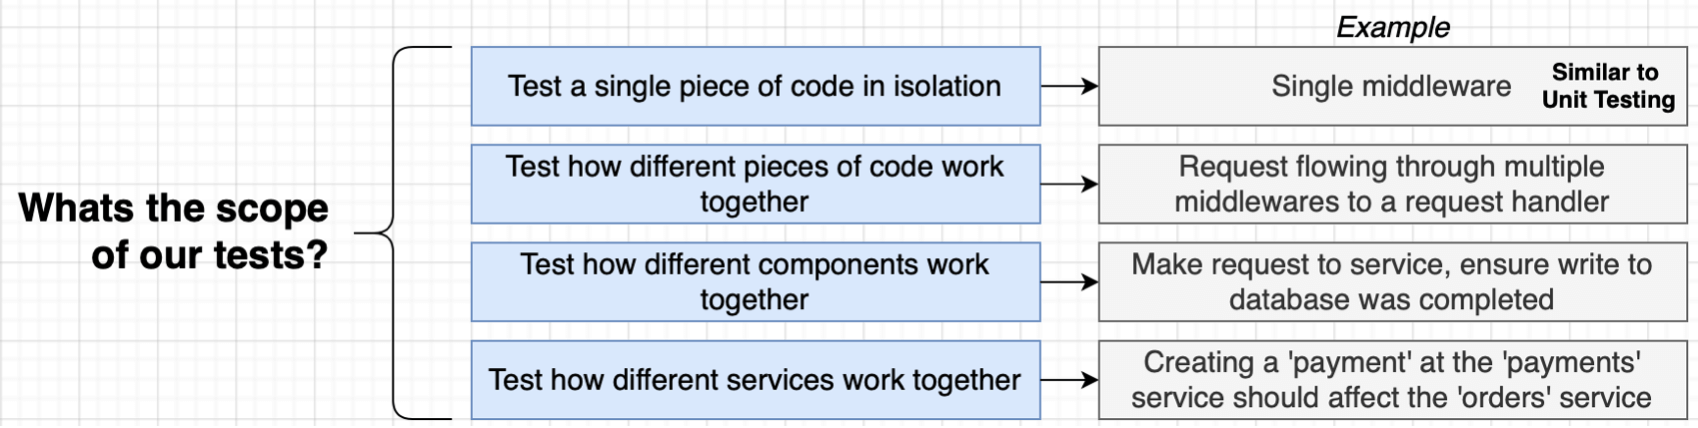 Example
Whats the scope
of our tests?
Test a single piece of code in isolation
Single middleware
Similar to
Unit Testing
Test how different pieces of code work
together
Request flowing through multiple
middlewares to a request handler
Test how different components work
together
Make request to service, ensure write to
database was completed
Test how different services work together
Creating a 'payment' at the 'payments'
service should affect the 'orders' service